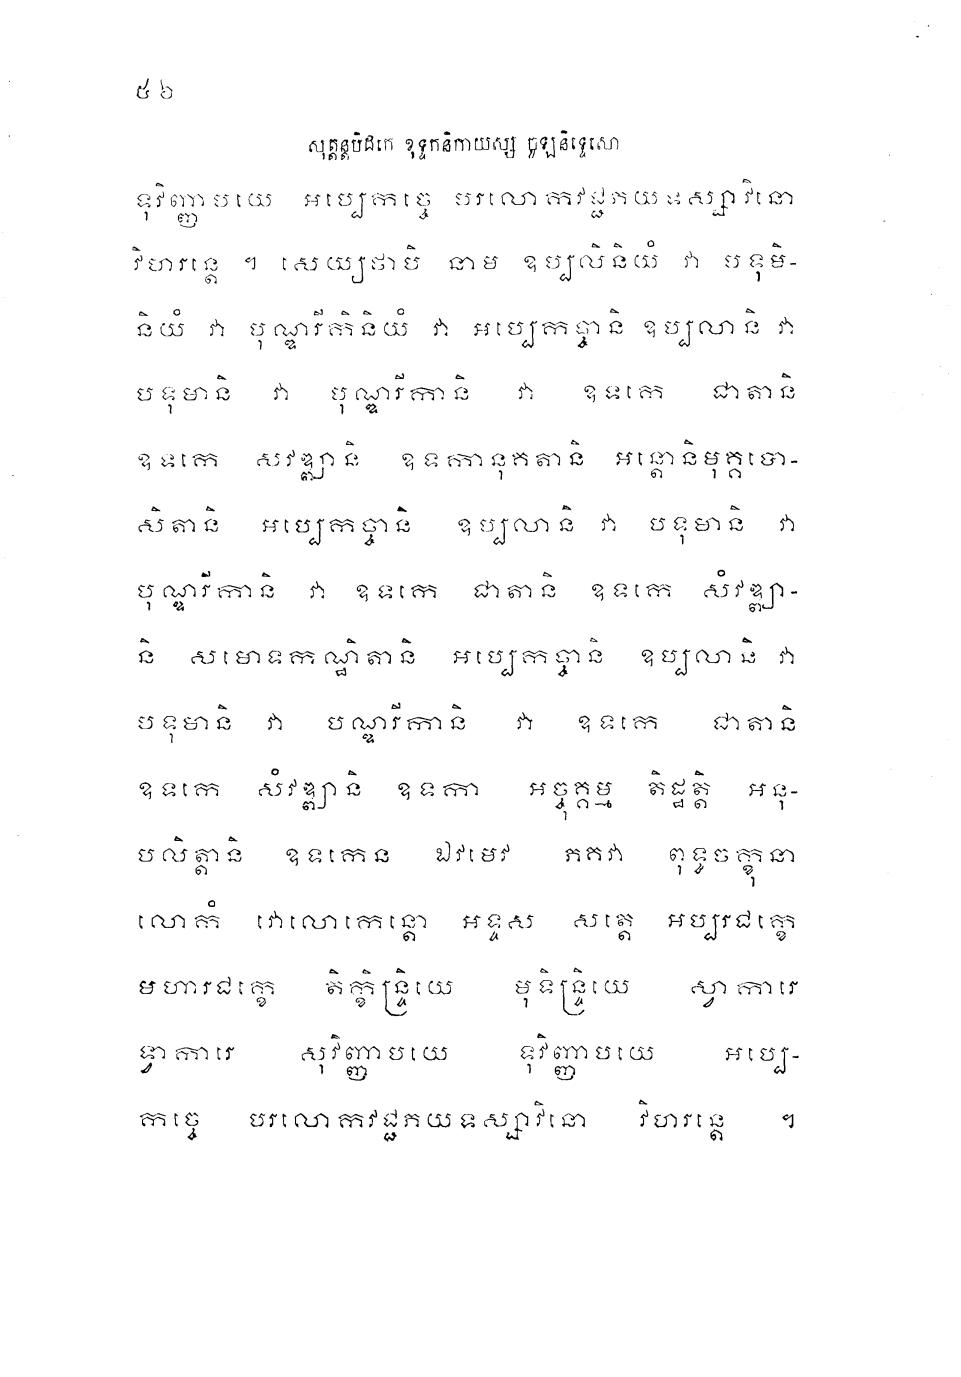 ៥៦
សុត្តន្តបិដកេ ខុទ្ទកនិកាយស្ស ចូឡនិទ្ទេសោ
ទុវិញ្ញាបយេ អប្បេកច្ចេ បរលោកវជ្ជភយទស្សាវិនោ
វិហរន្តេ ។ សេយ្យថាបិ នាម ឧប្បលិនិយំ វា បទុមិ-
និយំ វា បុណ្ឌរីកិនិយំ វា អប្បេកច្ចានិ ឧប្បលានិ វា
បទុមានិ វា បុណ្ឌរីកានិ វា ឧទកេ ជាតានិ
ឧទកេ សវឌ្ឍានិ ឧទកានុគតានិ អន្តោនិមុគ្គបោ-
សិតានិ អប្បេកច្ចានិ ឧប្បលានិ វា បទុមានិ វា
បុណ្ឌរីកានិ វា ឧទកេ ជាតានិ ឧទកេ សំវឌ្ឍា-
និ សមោទកណ្ឋិតានិ អប្បេកច្ចានិ ឧប្បលានិ វា
បទុមានិ វា បណ្ឌរីកានិ វា ឧទកេ ជាតានិ
ឧទកេ សំវឌ្ឍានិ ឧទកា អច្ចុគ្គម្ម តិដ្ឋន្តិ អនុ-
បលិត្តានិ ឧទកេន ឯវមេវ ភគវា ពុទ្ធចក្ខុនា
លោកំ វោលោកេន្តោ អទ្ទស សត្តេ អប្បរជក្ខេ
មហារជក្ខេ តិក្ខិន្ទ្រិយេ មុទិន្ទ្រិយេ ស្វាការេ
ទ្វាការេ សុវិញ្ញាបយេ ទុវិញ្ញាបយេ អប្បេ-
កច្ចេ បរលោកវជ្ជភយទស្សាវិនោ វិហរន្តេ ។